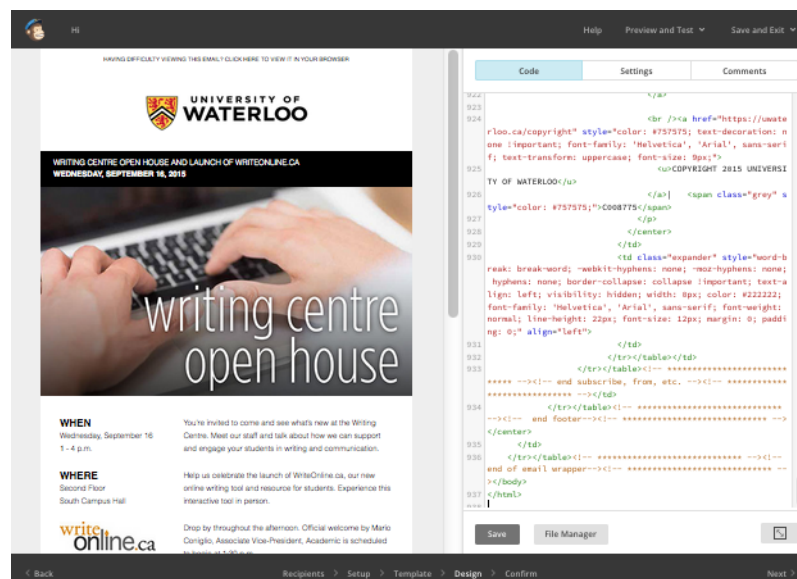 Hi
Help
Preview and Test
Save and Exit
HAVING DIFFICULTY VIEWING THIS EMAIL? CLICK HERE TO VIEW IT IN YOUR BROWSER
UNIVERSITY OF
WATERLOO
WRITING CENTRE OPEN HOUSE AND LAUNCH OF WRITEONLINE.CA
WEDNESDAY, SEPTEMBER 16, 2015
writing centre
open house
WHEN
Wednesday, September 16
1 - 4 p.m.
You're invited to come and see what's new at the Writing
Centre. Meet our staff and talk about how we can support
and engage your students in writing and communication.
WHERE
Second Floor
South Campus Hall
Help us celebrate the launch of WriteOnline.ca, our new
online writing tool and resource for students. Experience this
interactive tool in person.
write
online.ca
Drop by throughout the afternoon. Official welcome by Mario
Coniglio, Associate Vice-President, Academic is scheduled
to begin at 1:30 p.m.
Code
Settings
Comments
922 </a>
923
924 <br /><a href="https://uwate
rloo.ca/copyright" style="color: #757575; text-decoration: n
one !important; font-family: 'Helvetica', 'Arial', sans-seri
f; text-transform: uppercase; font-size: 9px;">
925 <u>COPYRIGHT 2015 UNIVERSI
TY OF WATERLOO</u>
926 </a>| <span class="grey" s
tyle="color: #757575;">C008775</span>
927 </p>
928 </center>
929 </td>
930 <td class="expander" style="word-b
reak: break-word; -webkit-hyphens: none; -moz-hyphens: none;
hyphens: none; border-collapse: collapse !important; text-a
lign: left; visibility: hidden; width: 0px; color: #222222;
font-family: 'Helvetica', 'Arial', sans-serif; font-weight:
normal; line-height: 22px; font-size: 12px; margin: 0; paddi
ng: 0;" align="left">
931 </td>
932 </tr></table></td>
933 </tr></table><!-- *************************
***** --><!-- end subscribe, from, etc. --><!-- ************
****************** --></td>
934 </tr></table><!-- ******************************
--><!-- end footer--><!-- ****************************** -->
</center>
935 </td>
936 </tr></table><!-- ****************************** --><!--
end of email wrapper--><!-- ****************************** --
></body>
937 </html>
Save
File Manager
< Back
Recipients > Setup > Template > Design > Confirm
Next >